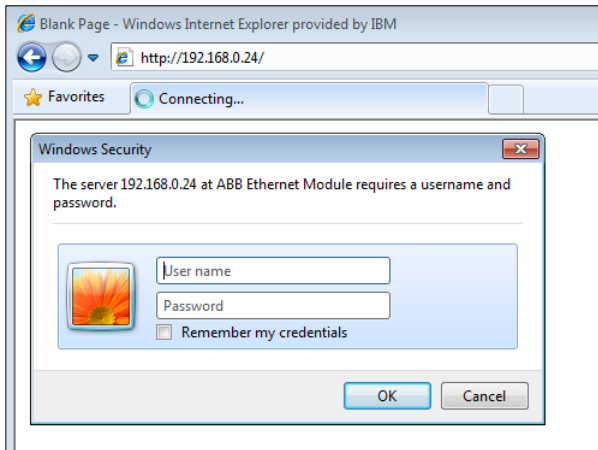 Blank Page - Windows Internet Explorer provided by IBM
http://192.168.0.24/
Favorites
Connecting...
Windows Security
The server 192.168.0.24 at ABB Ethernet Module requires a username and
password.
User name
Password
Remember my credentials
OK
Cancel